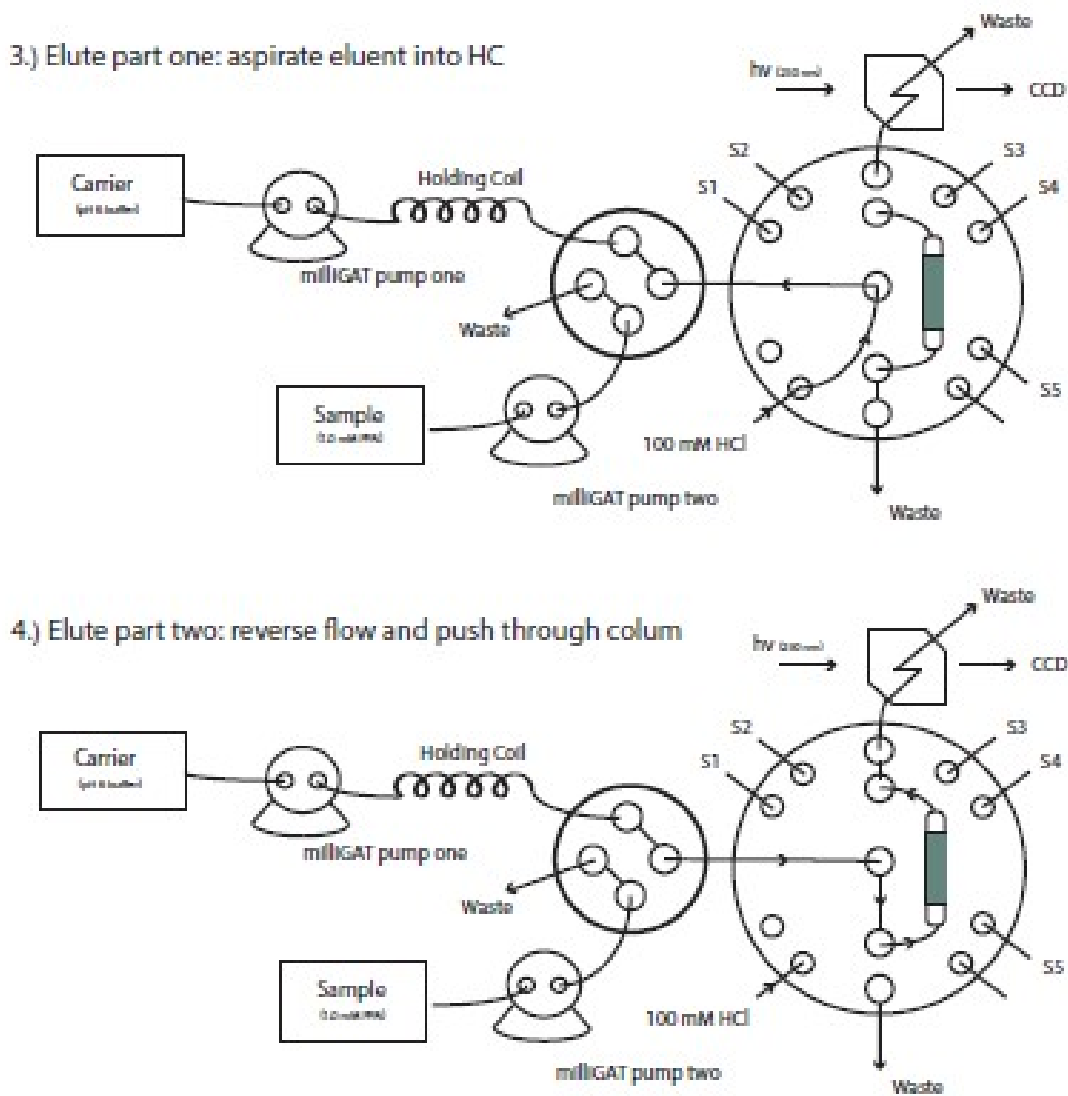 3.) Elute part one: aspirate eluent into HC
Waste
hv
CCD
S2
S3
S1
S4
Carrier
Holding Coil
milliGAT pump one
Waste
Sample
S5
100 mM HCl
milliGAT pump two
Waste
4.) Elute part two: reverse flow and push through colum
Waste
hv
CCD
S2
S3
S1
S4
Carrier
Holding Coil
milliGAT pump one
Waste
Sample
S5
100 mM HCl
milliGAT pump two
Waste